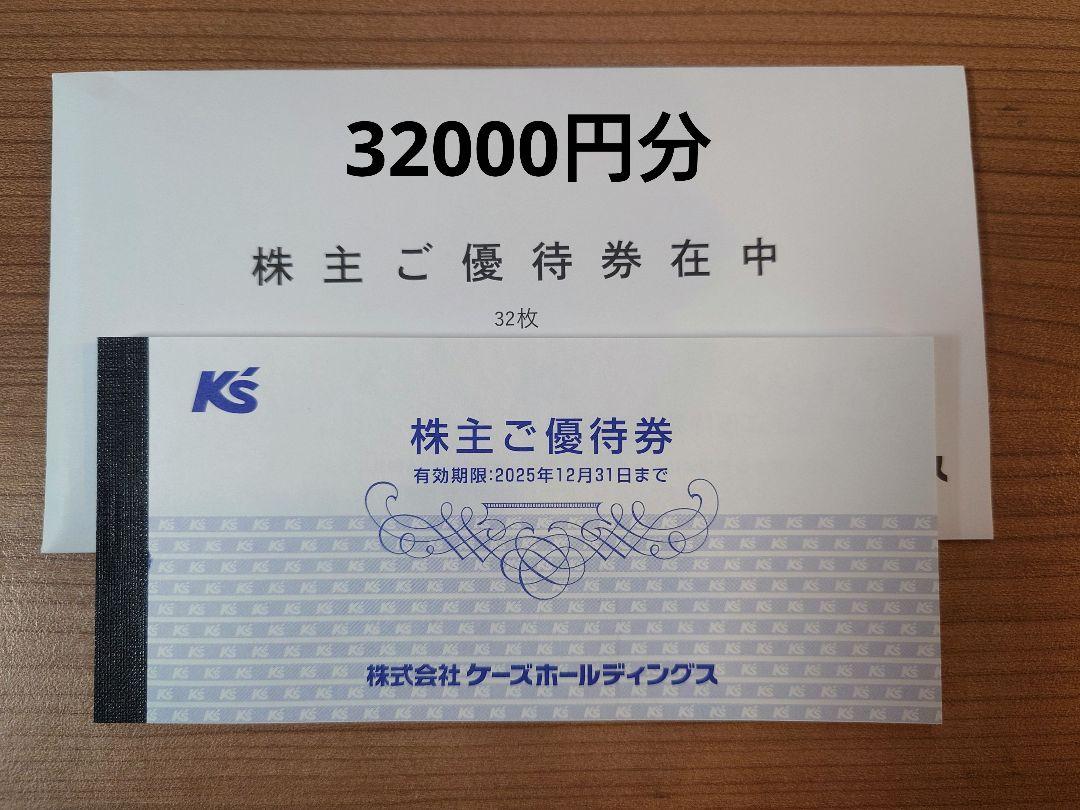 32000円分
株主ご優待券在中
32枚
K's
株主ご優待券
有効期限:2025年12月31日まで
株式会社ケーズホールディングス